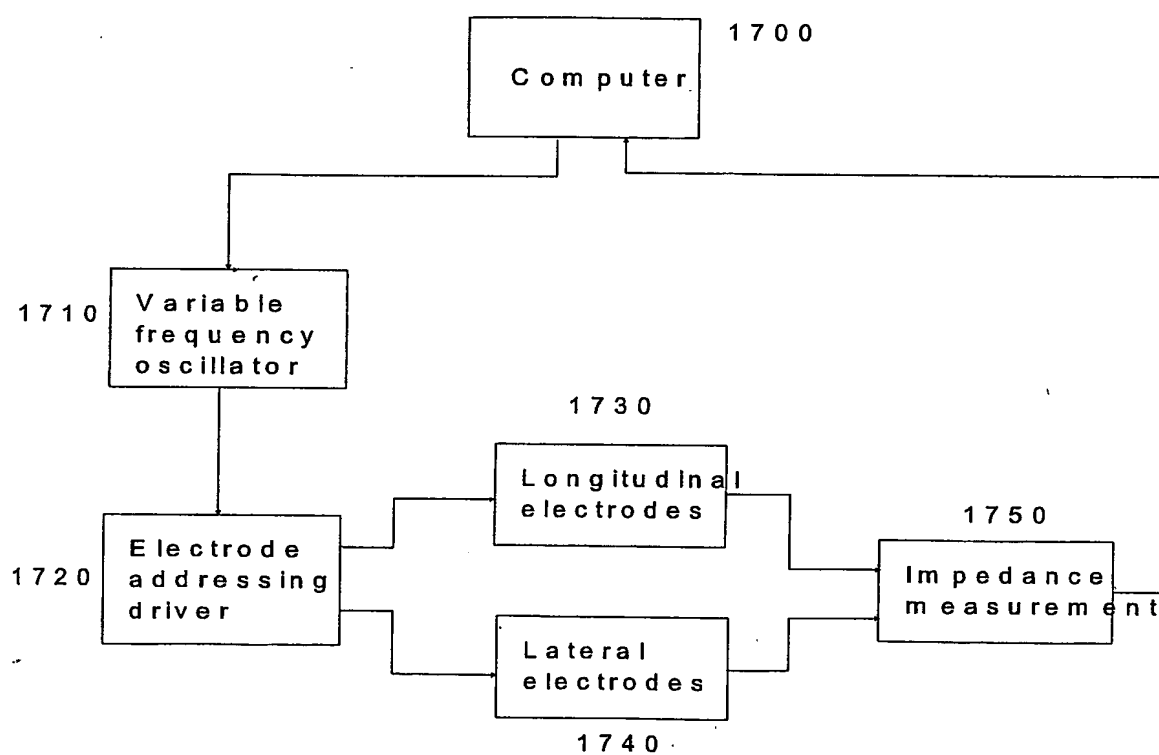 1700
Computer
1710
Variable
frequency
oscillator
1730
Longitudinal
electrodes
1720
Electrode
addressing
driver
1750
Impedance
measurement
Lateral
electrodes
1740